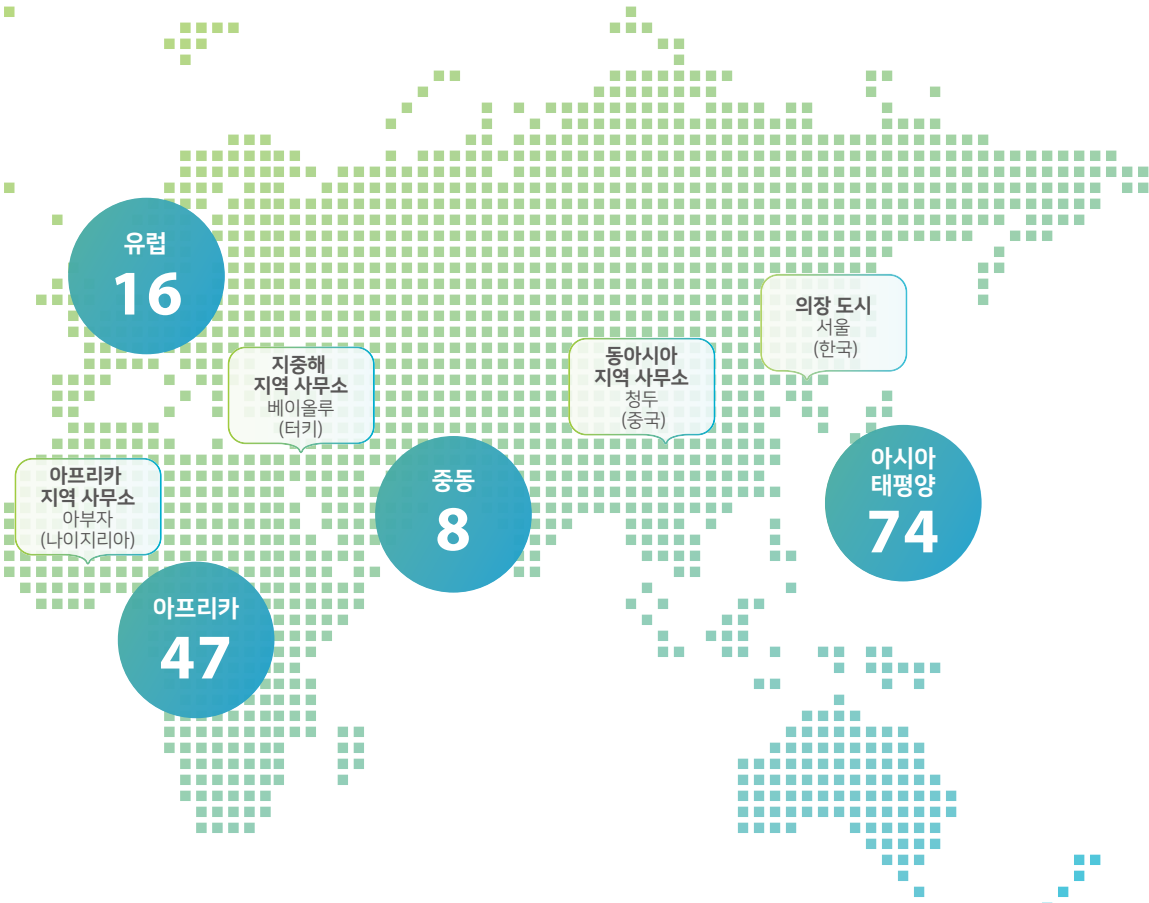 유럽
16
의장 도시
서울
(한국)
지중해
지역 사무소
베이올루
(터키)
동아시아
지역 사무소
청두
(중국)
아프리카
지역 사무소
아부자
(나이지리아)
중동
8
아시아
태평양
74
아프리카
47